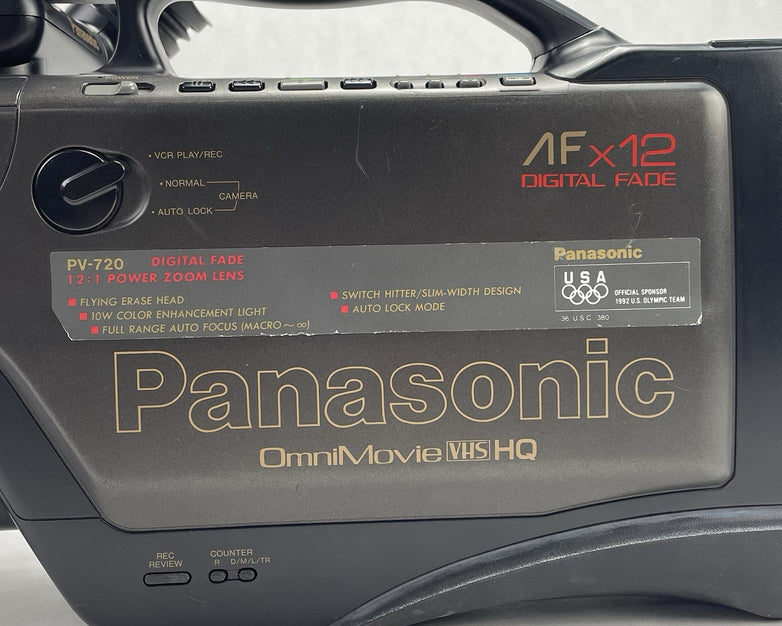 Panasonic
POWER
• VCR PLAY/REC
• NORMAL
CAMERA
• AUTO LOCK
AF x12
DIGITAL FADE
PV-720 DIGITAL FADE
12:1 POWER ZOOM LENS
■ FLYING ERASE HEAD
■ 10W COLOR ENHANCEMENT LIGHT
■ FULL RANGE AUTO FOCUS (MACRO ~ ∞)
■ SWITCH HITTER/SLIM-WIDTH DESIGN
■ AUTO LOCK MODE
Panasonic
USA
OFFICIAL SPONSOR
1992 U.S. OLYMPIC TEAM
36 USC 380
Panasonic
OmniMovie VHS HQ
REC
REVIEW
COUNTER
R D/M/L/TR